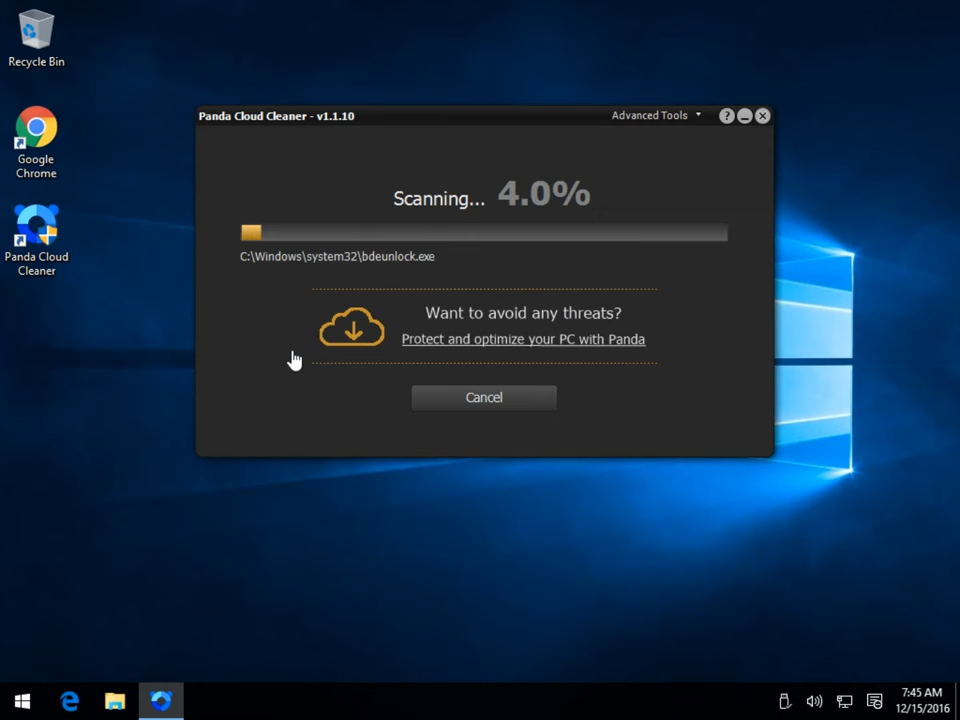 Recycle Bin
Google
Chrome
Panda Cloud
Cleaner
Panda Cloud Cleaner - v1.1.10
Advanced Tools
?
Scanning... 4.0%
C:\Windows\system32\bdeunlock.exe
Want to avoid any threats?
Protect and optimize your PC with Panda
Cancel
7:45 AM
12/15/2016